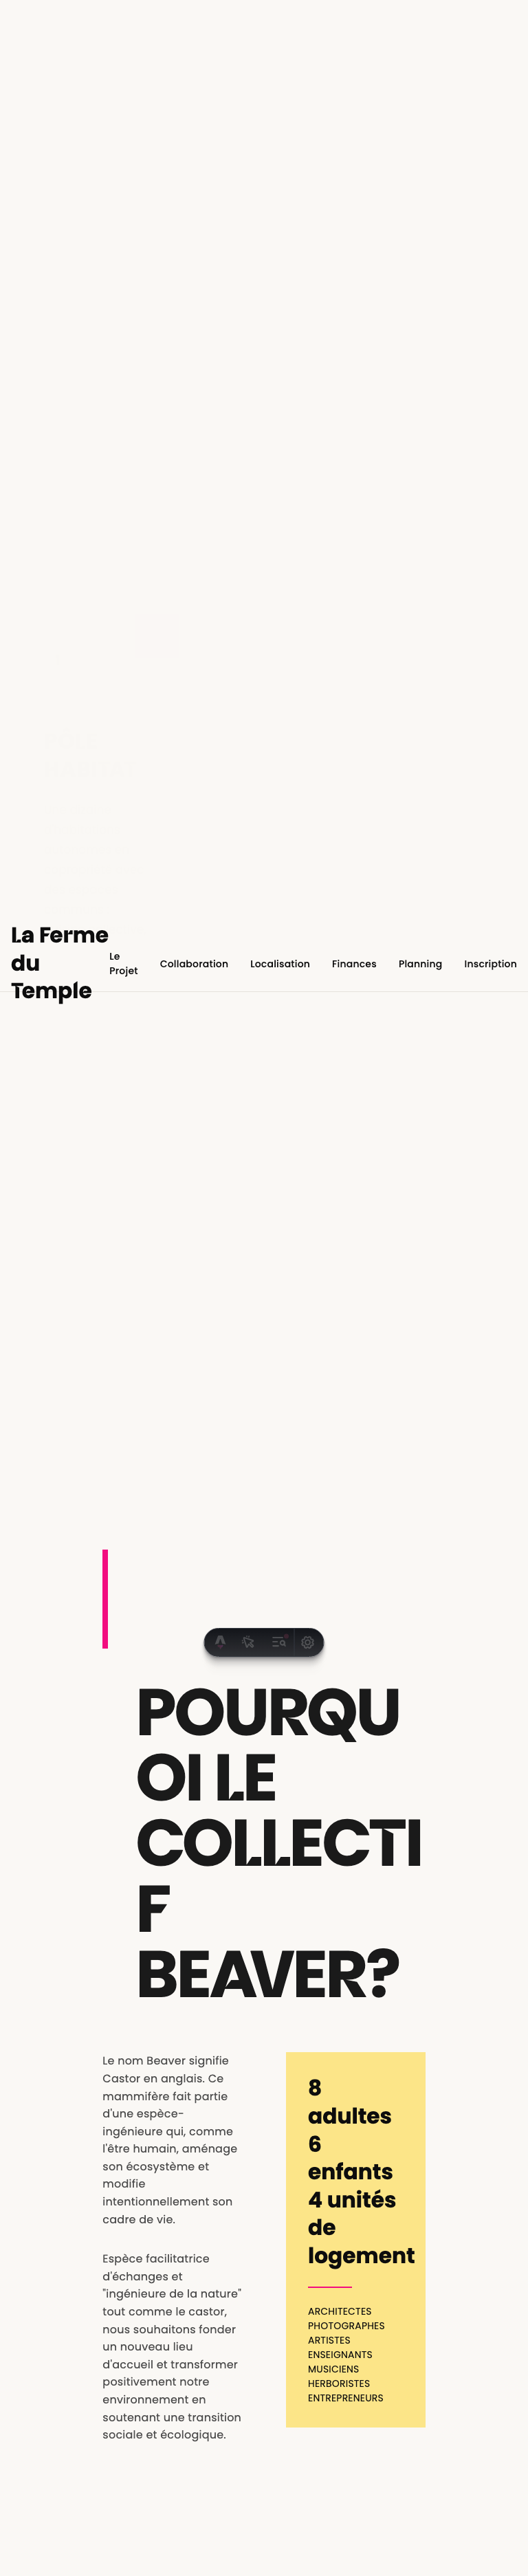 La Ferme
du
Temple
Le
Projet
Collaboration
Localisation
Finances
Planning
Inscription
POURQU
OI LE
COLLECTI
F
BEAVER?
Le nom Beaver signifie
Castor en anglais. Ce
mammifère fait partie
d'une espèce-
ingénieure qui, comme
l'être humain, aménage
son écosystème et
modifie
intentionnellement son
cadre de vie.
Espèce facilitatrice
d'échanges et
"ingénieure de la nature"
tout comme le castor,
nous souhaitons fonder
un nouveau lieu
d'accueil et transformer
positivement notre
environnement en
soutenant une transition
sociale et écologique.
8
adultes
6
enfants
4 unités
de
logement
ARCHITECTES
PHOTOGRAPHES
ARTISTES
ENSEIGNANTS
MUSICIENS
HERBORISTES
ENTREPRENEURS